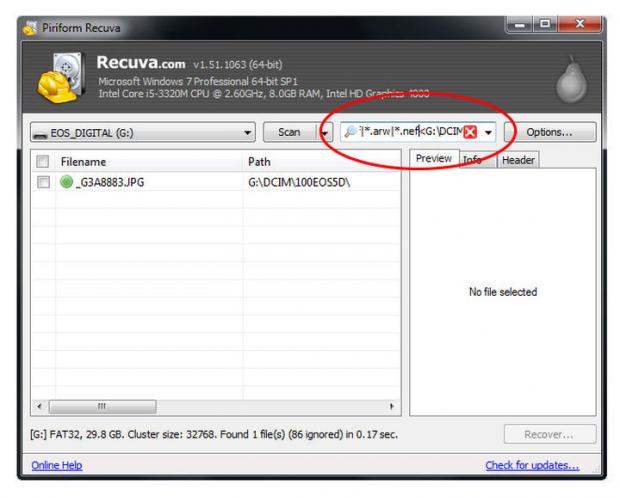 Piriform Recuva
Recuva.com v1.51.1063 (64-bit)
Microsoft Windows 7 Professional 64-bit SP1
Intel Core i5-3320M CPU @ 2.60GHz, 8.0GB RAM, Intel HD Graphics 4000
EOS_DIGITAL (G:) Scan |*.arw|*.nef|<G:\DCIM Options...
Filename Path Preview Info Header
_G3A8883.JPG G:\DCIM\100EOS5D\
No file selected
[G:] FAT32, 29.8 GB. Cluster size: 32768. Found 1 file(s) (86 ignored) in 0.17 sec. Recover...
Online Help Check for updates...